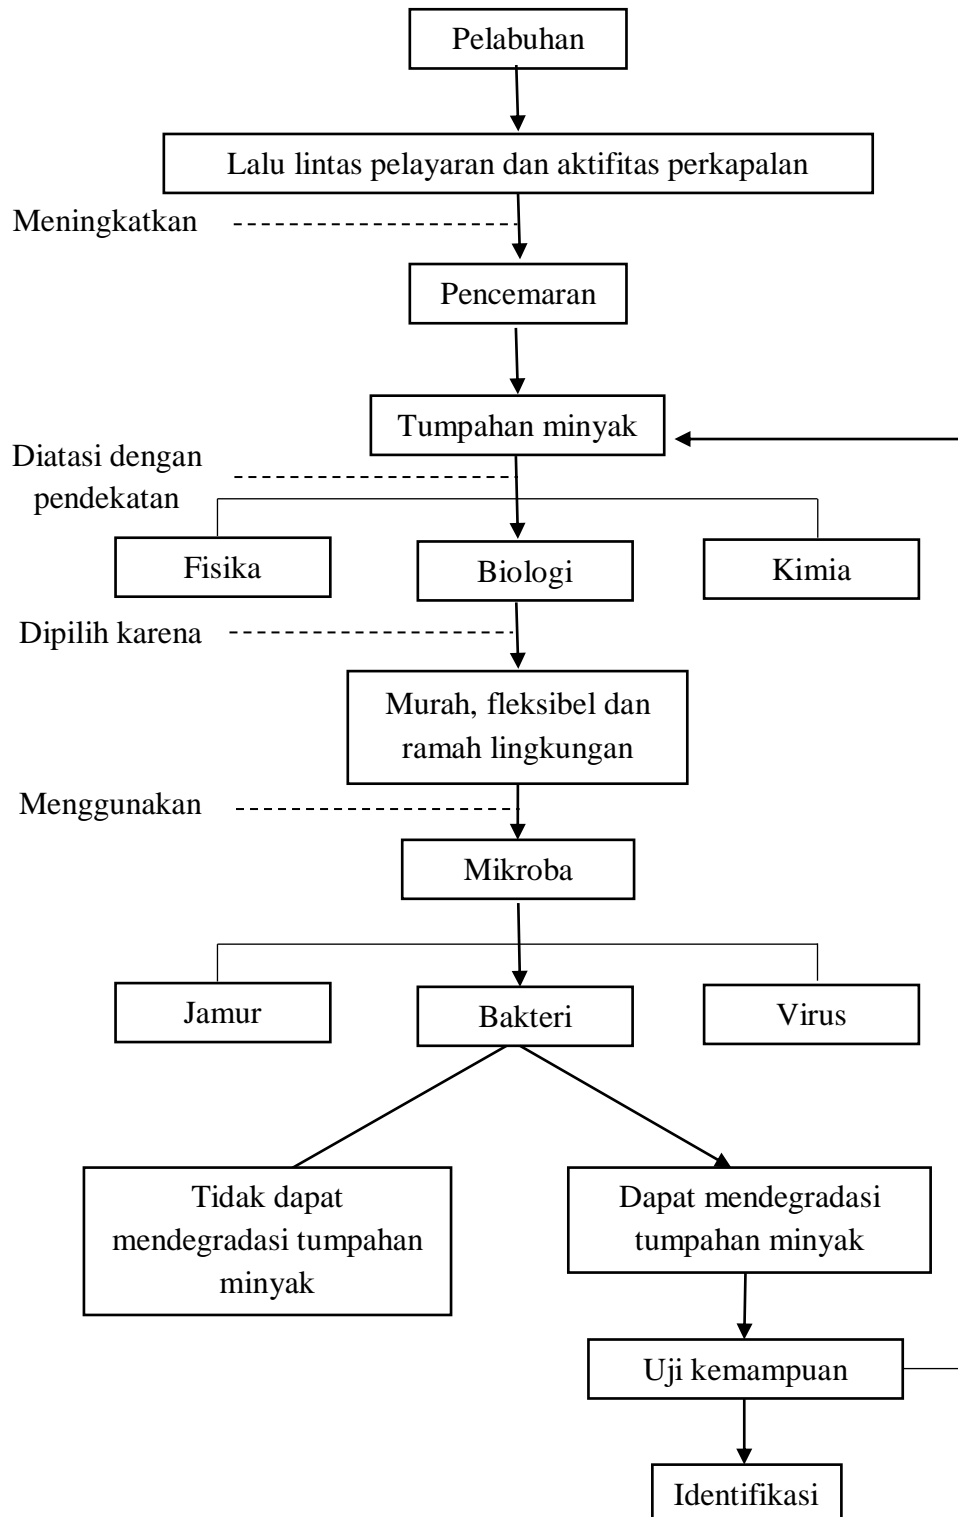 Pelabuhan
Lalu lintas pelayaran dan aktifitas perkapalan
Meningkatkan
Pencemaran
Tumpahan minyak
Diatasi dengan
pendekatan
Fisika
Biologi
Kimia
Dipilih karena
Murah, fleksibel dan
ramah lingkungan
Menggunakan
Mikroba
Jamur
Bakteri
Virus
Tidak dapat
mendegradasi tumpahan
minyak
Dapat mendegradasi
tumpahan minyak
Uji kemampuan
Identifikasi